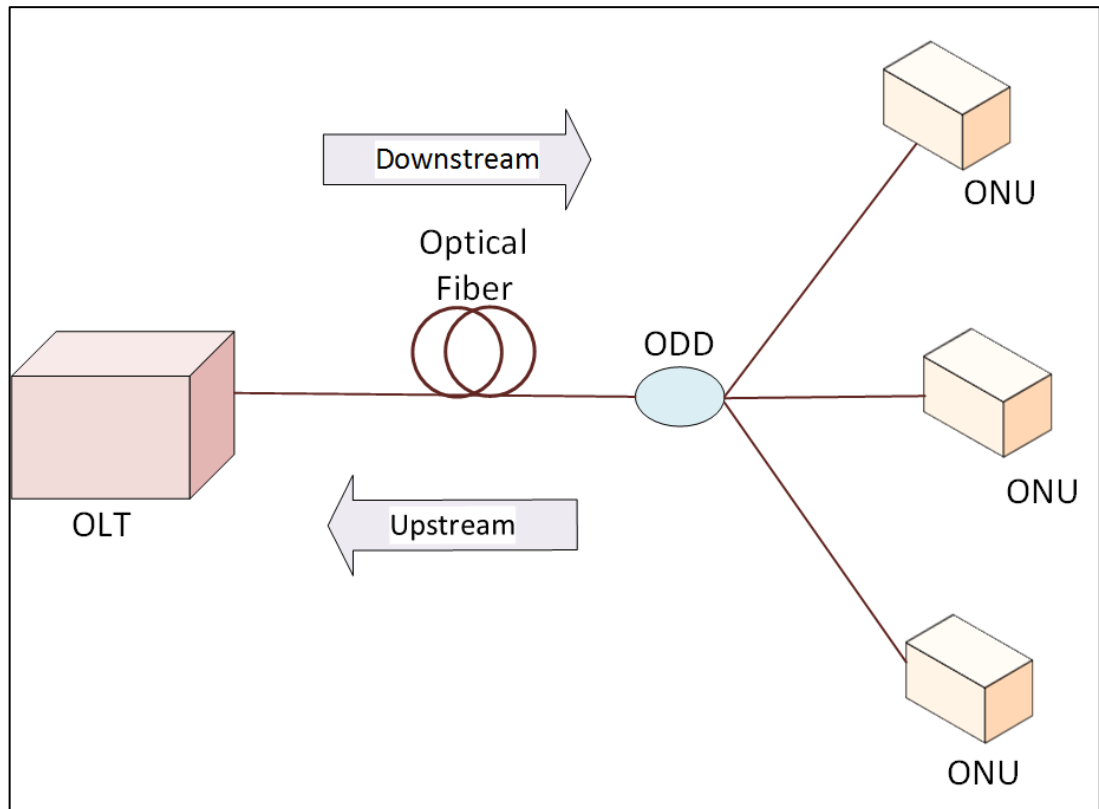 Downstream
ONU
Optical
Fiber
ODD
ONU
OLT
Upstream
ONU